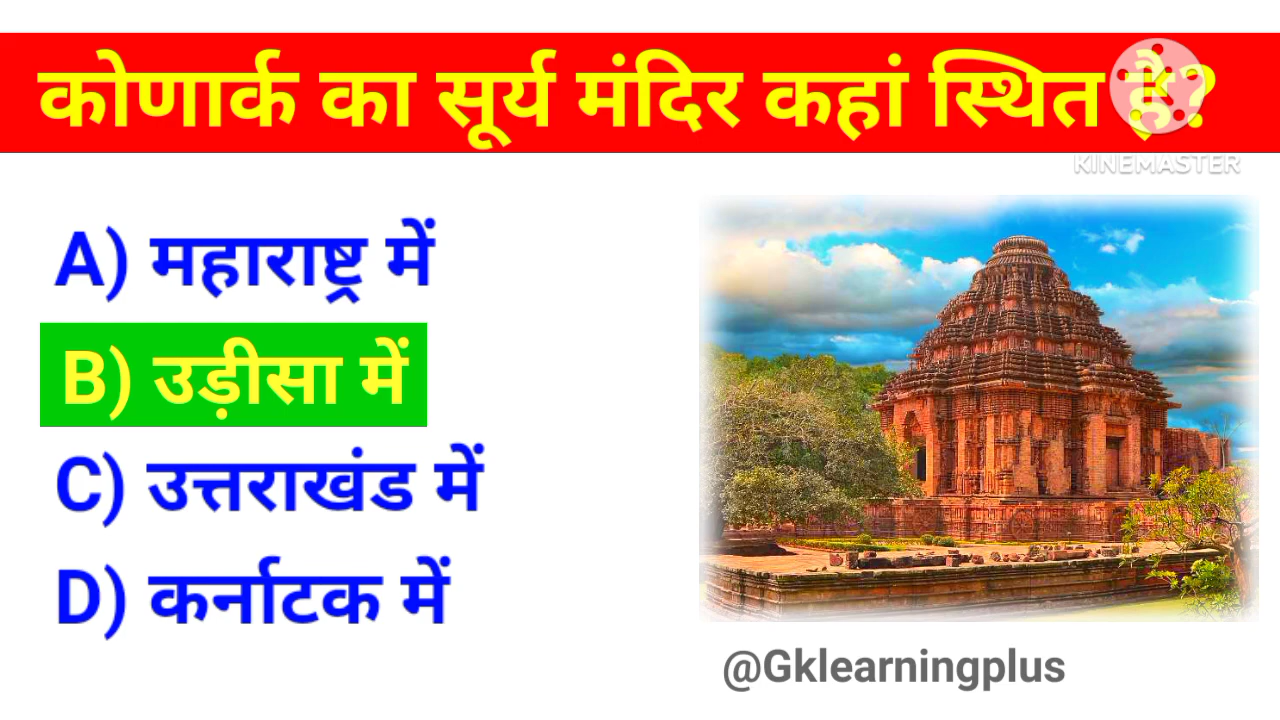 कोणार्क का सूर्य मंदिर कहां स्थित है?
KINEMASTER
A) महाराष्ट्र में
B) उड़ीसा में
C) उत्तराखंड में
D) कर्नाटक में
@Gklearningplus